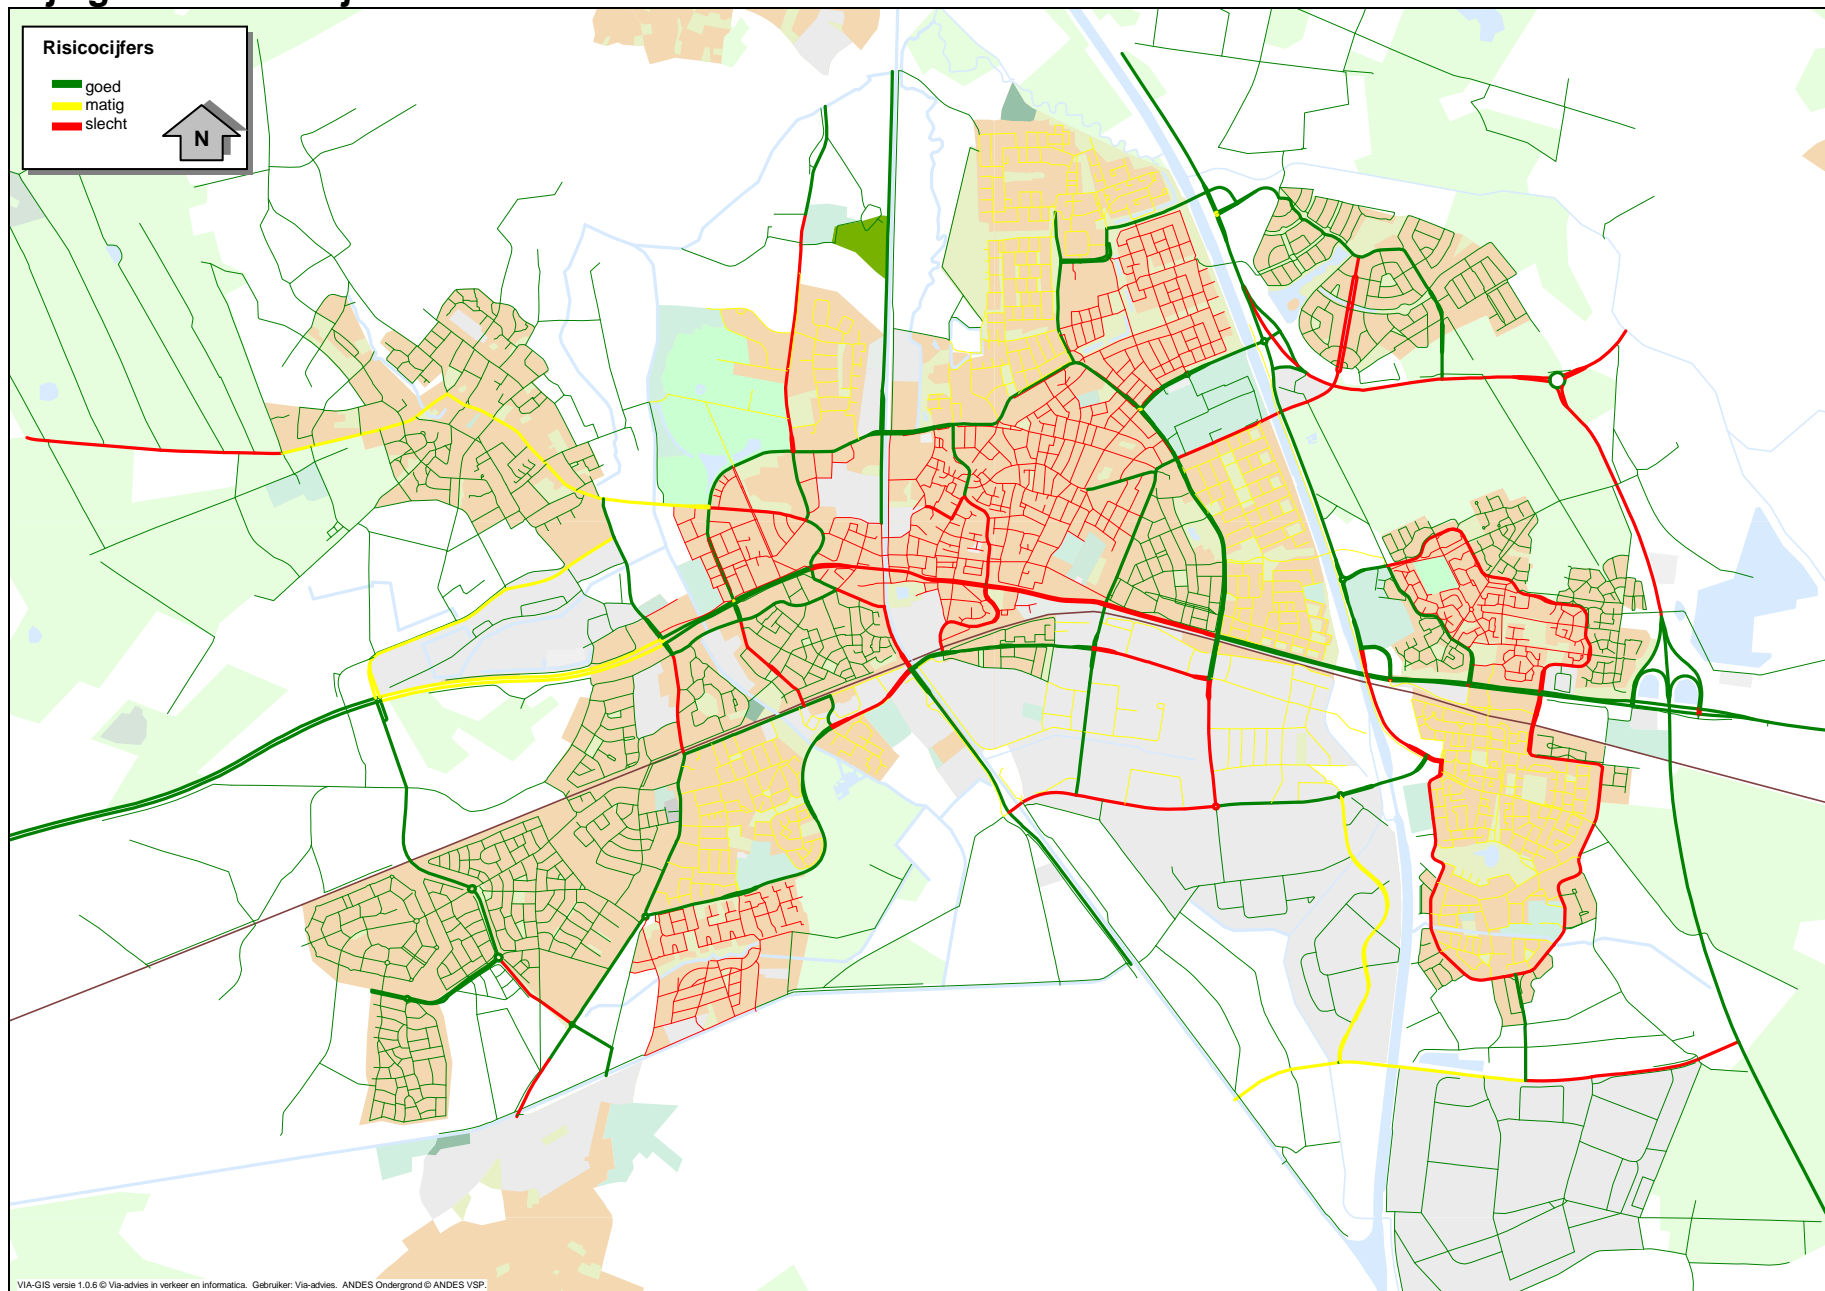 Risicocijfers
goed
matig
slecht
N
VIA-GIS versie 1.0.6 © Via-advies in verkeer en informatica. Gebruiker: Via-advies. ANDES Ondergrond © ANDES VSP.